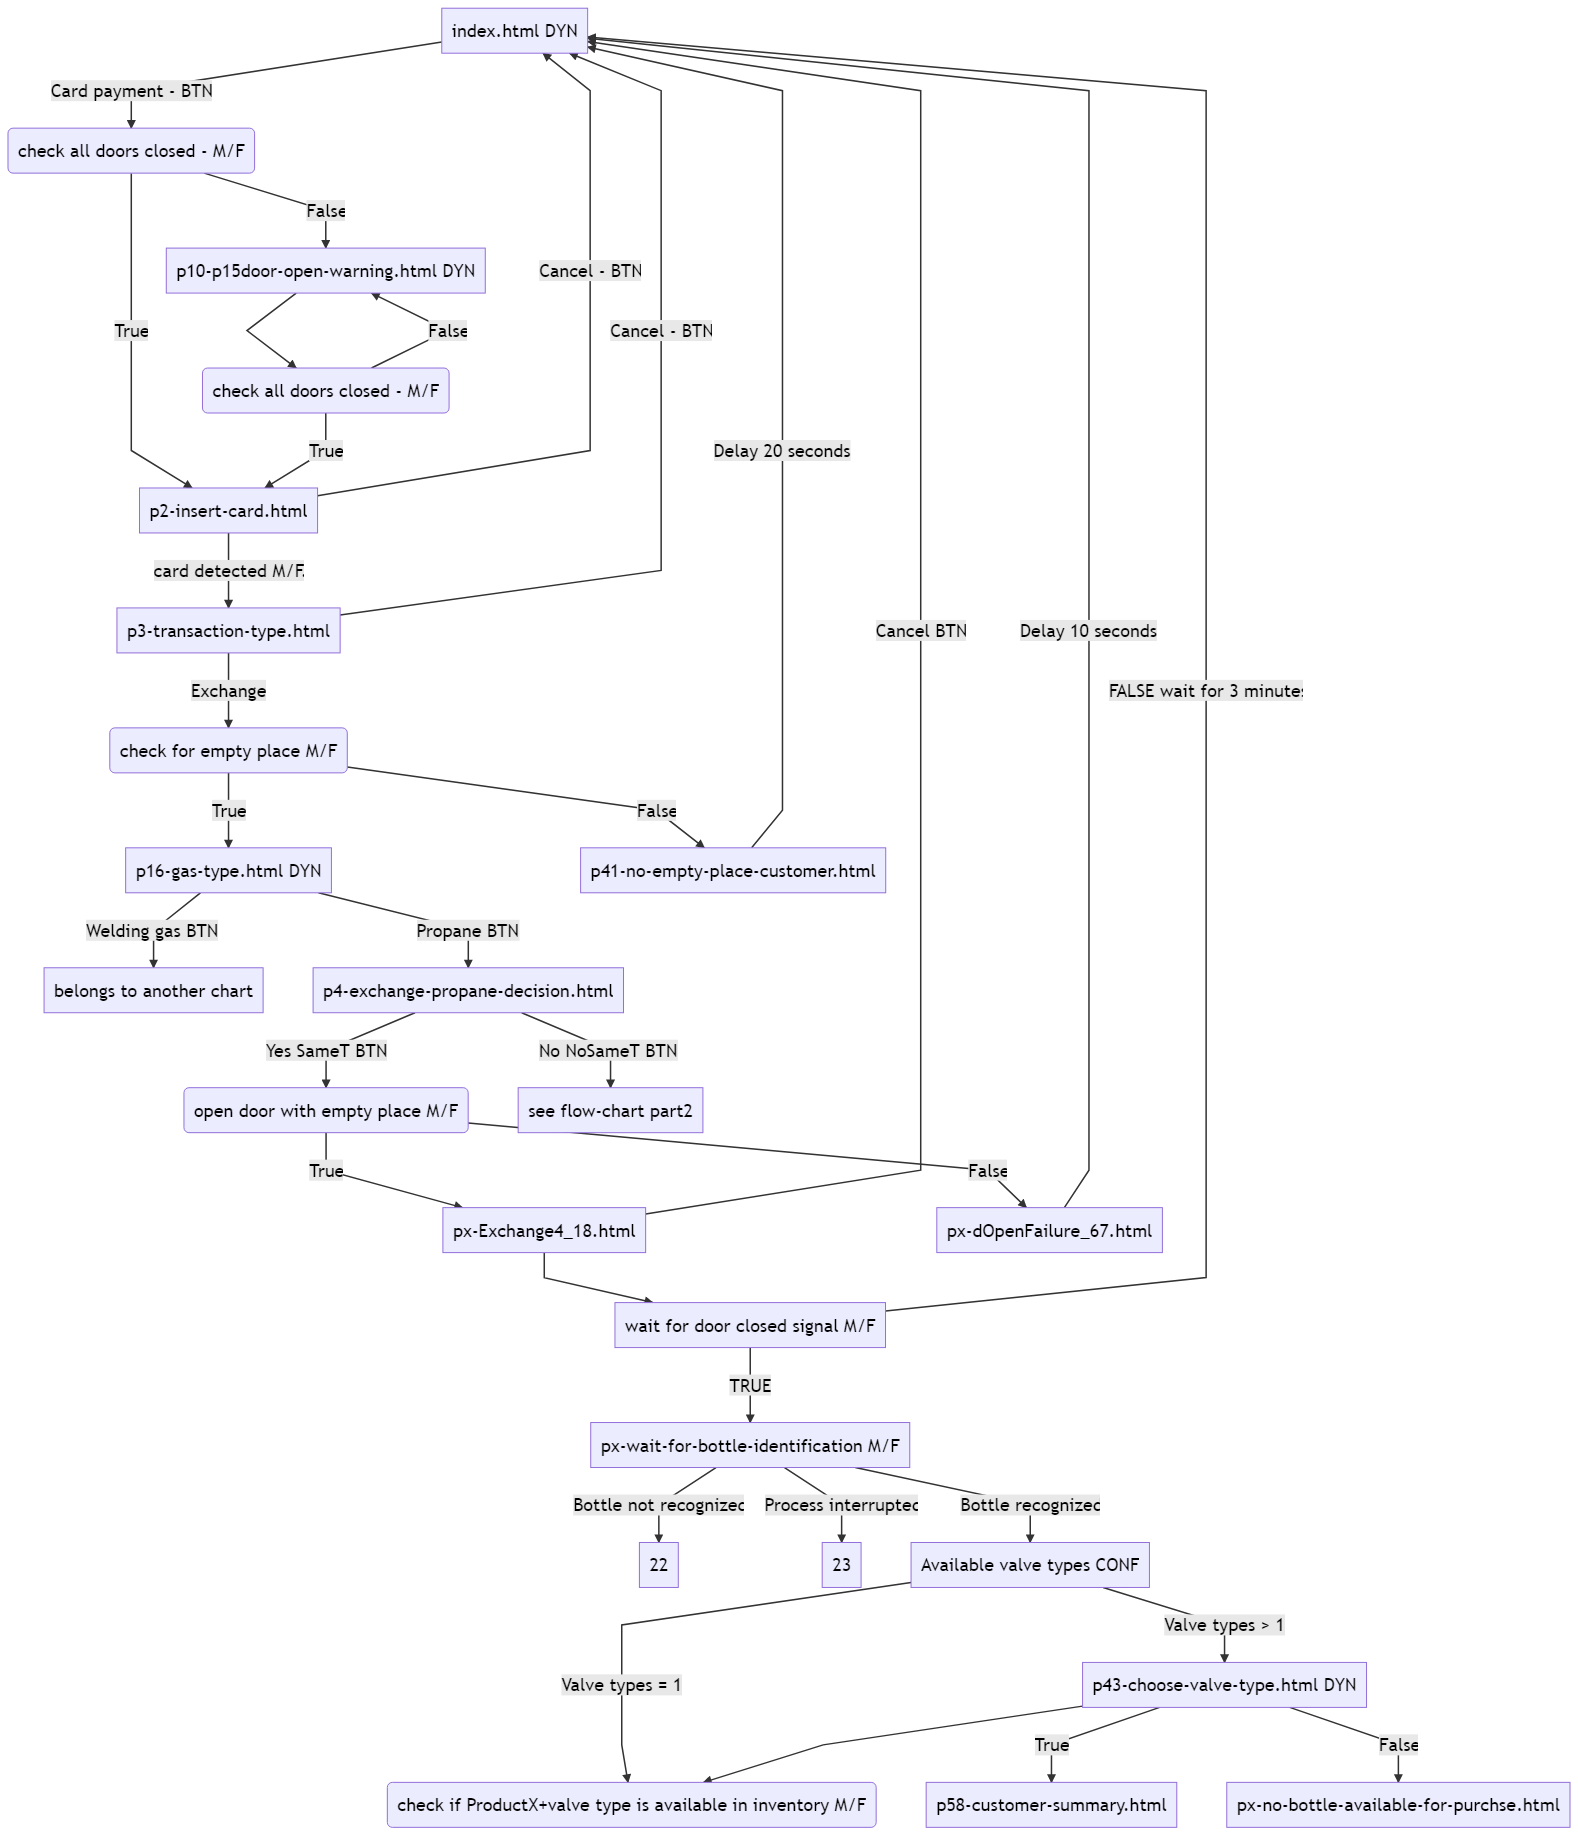 index.html DYN
Card payment - BTN
check all doors closed - M/F
False
p10-p15door-open-warning.html DYN
Cancel - BTN
True
False
Cancel - BTN
check all doors closed - M/F
True
Delay 20 seconds
p2-insert-card.html
card detected M/F.
p3-transaction-type.html
Cancel BTN
Delay 10 seconds
Exchange
FALSE wait for 3 minutes
check for empty place M/F
True
False
p16-gas-type.html DYN
p41-no-empty-place-customer.html
Welding gas BTN
Propane BTN
belongs to another chart
p4-exchange-propane-decision.html
Yes SameT BTN
No NoSameT BTN
open door with empty place M/F
see flow-chart part2
True
False
px-Exchange4_18.html
px-dOpenFailure_67.html
wait for door closed signal M/F
TRUE
px-wait-for-bottle-identification M/F
Bottle not recognized
Process interrupted
Bottle recognized
22
23
Available valve types CONF
Valve types > 1
Valve types = 1
p43-choose-valve-type.html DYN
True
False
check if ProductX+valve type is available in inventory M/F
p58-customer-summary.html
px-no-bottle-available-for-purchse.html